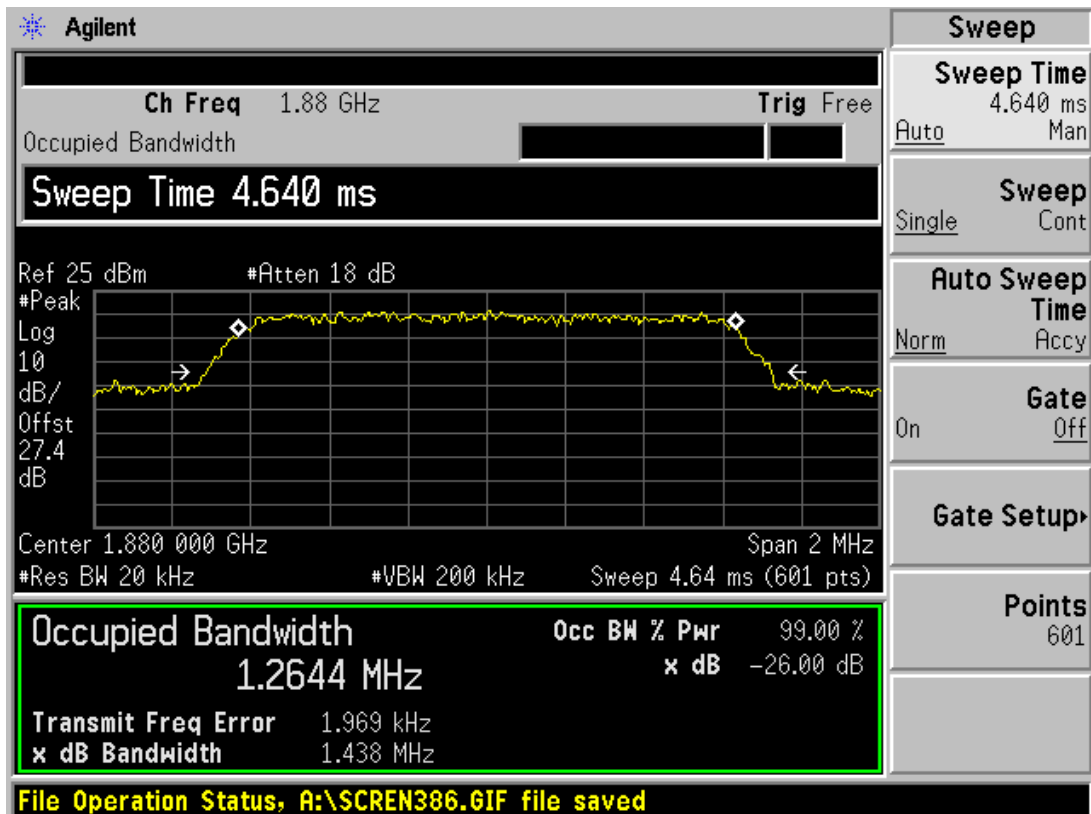 Agilent
Ch Freq 1.88 GHz Trig Free
Occupied Bandwidth
Sweep Time 4.640 ms
Ref 25 dBm #Atten 18 dB
#Peak
Log
10
dB/
Offst
27.4
dB
Center 1.880 000 GHz Span 2 MHz
#Res BW 20 kHz #VBW 200 kHz Sweep 4.64 ms (601 pts)
Occupied Bandwidth
1.2644 MHz
Occ BW % Pwr 99.00 %
x dB -26.00 dB
Transmit Freq Error 1.969 kHz
x dB Bandwidth 1.438 MHz
File Operation Status, A:\SCREN386.GIF file saved
Sweep
Sweep Time
4.640 ms
Auto Man
Sweep
Single Cont
Auto Sweep
Time
Norm Accy
Gate
On Off
Gate Setup
Points
601